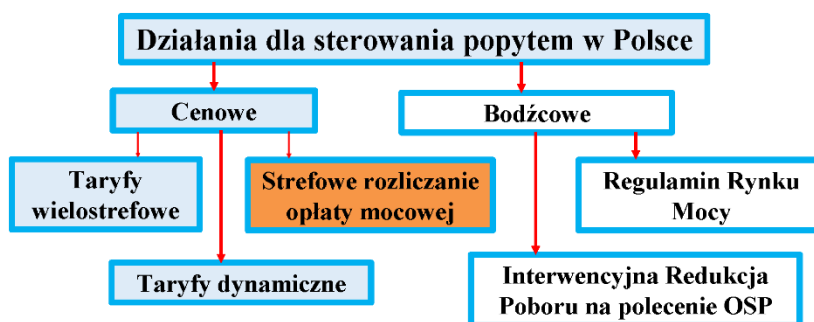 Działania dla sterowania popytem w Polsce
Cenowe
Bodźcowe
Taryfy
wielostrefowe
Strefowe rozliczanie
opłaty mocowej
Regulamin Rynku
Mocy
Taryfy dynamiczne
Interwencyjna Redukcja
Poboru na polecenie OSP